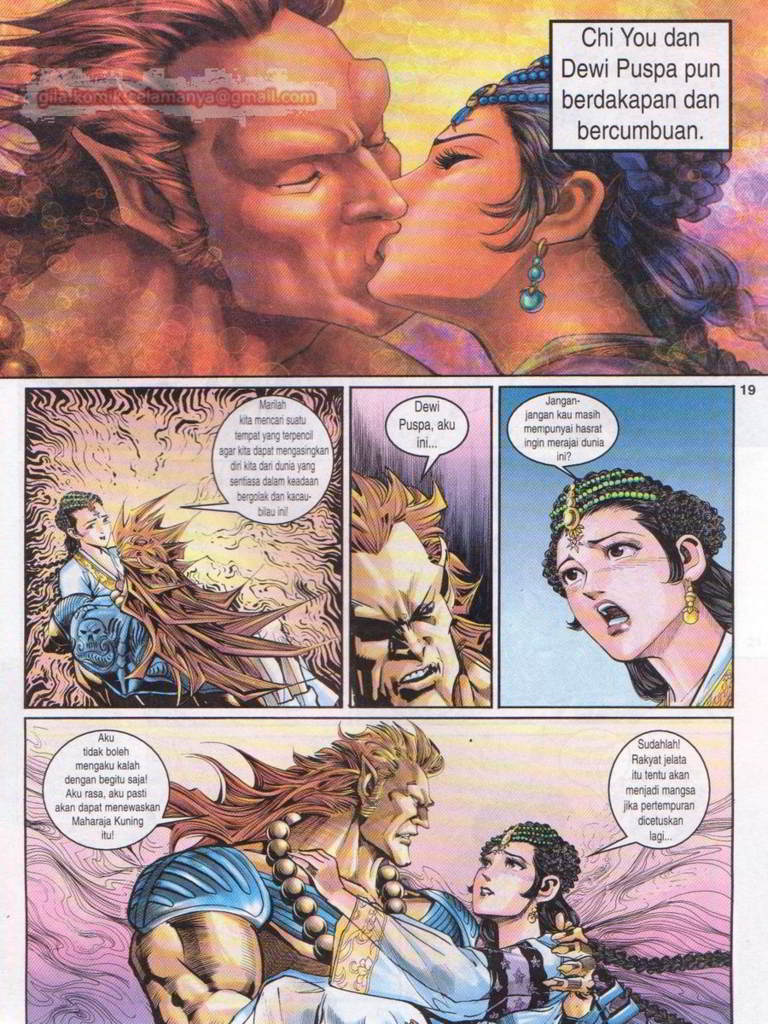 Chi You dan
Dewi Puspa pun
berdakapan dan
bercumbuan.
gila.komik.selamanya@gmail.com
19
Marilah
kita mencari suatu
tempat yang terpencil
agar kita dapat mengasingkan
diri kita dari dunia yang
sentiasa dalam keadaan
bergolak dan kacau-
bilau ini!
Dewi
Puspa, aku
ini...
Jangan-
jangan kau masih
mempunyai hasrat
ingin merajai dunia
ini?
Aku
tidak boleh
mengaku kalah
dengan begitu saja!
Aku rasa, aku pasti
akan dapat menewaskan
Maharaja Kuning
itu!
Sudahlah!
Rakyat jelata
itu tentu akan
menjadi mangsa
jika pertempuran
dicetuskan
lagi...